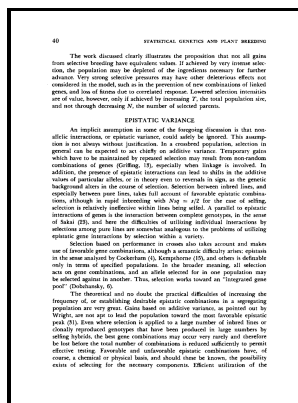 40 STATISTICAL GENETICS AND PLANT BREEDING
The work discussed clearly illustrates the proposition that not all gains
from selective breeding have equivalent values. If achieved by very intense selec-
tion, the population may be depleted of the ingredients necessary for further
advance. Very strong selective pressures may have other deleterious effects not
considered in the model, such as in the prevention of new combinations of linked
genes, and loss of fitness due to correlated response. Lowered selection intensities
are of value, however, only if achieved by increasing T, the total population size,
and not through decreasing N, the number of selected parents.
EPISTATIC VARIANCE
An implicit assumption in some of the foregoing discussion is that non-
allelic interactions, or epistatic variance, could safely be ignored. This assump-
tion is not always without justification. In a crossbred population, selection in
general can be expected to act chiefly on additive variance. Temporary gains
which have to be maintained by repeated selection may result from non-random
combinations of genes (Griffing, 13), especially when linkage is involved. In
addition, the presence of epistatic interactions can lead to shifts in the additive
values of particular alleles, or in theory even to reversals in sign, as the genetic
background alters in the course of selection. Selection between inbred lines, and
especially between pure lines, takes full account of favorable epistatic combina-
tions, although in rapid inbreeding with
for the rate of selfing,
selection is relatively ineffective within lines being selfed. A parallel to epistatic
interactions of genes is the interaction between complete genotypes, in the sense
of Sakai (25), and here the difficulties of utilizing individual interactions by
selections among pure lines are somewhat analogous to the problems of utilizing
epistatic gene interactions by selection within a variety.
Selection based on performance in crosses also takes account and makes
use of favorable gene combinations, although a semantic difficulty arises; epistasis
in the sense analyzed by Cockerham (4), Kempthorne (15), and others is definable
only in terms of specified populations. In the broader meaning, all selection
acts on gene combinations, and an allele selected for in one population may
be selected against in another. Thus, selection works toward an "integrated gene
pool" (Dobzhansky, 6).
The theoretical and no doubt the practical difficulties of increasing the
frequency of, or establishing desirable epistatic combinations in a segregating
population are very great. Gains based on additive variance, as pointed out by
Wright, are not apt to lead the population toward the most favorable epistatic
peak (31). Even where selection is applied to a large number of inbred lines or
clonally reproduced genotypes that have been produced in large numbers by
selfing hybrids, the best gene combinations may occur very rarely and therefore
be lost before the total number of combinations is reduced sufficiently to permit
effective testing. Favorable and unfavorable epistatic combinations have, of
course, a chemical or physical basis, and should these be known, the possibility
exists of selecting for the necessary components. Efficient utilization of the